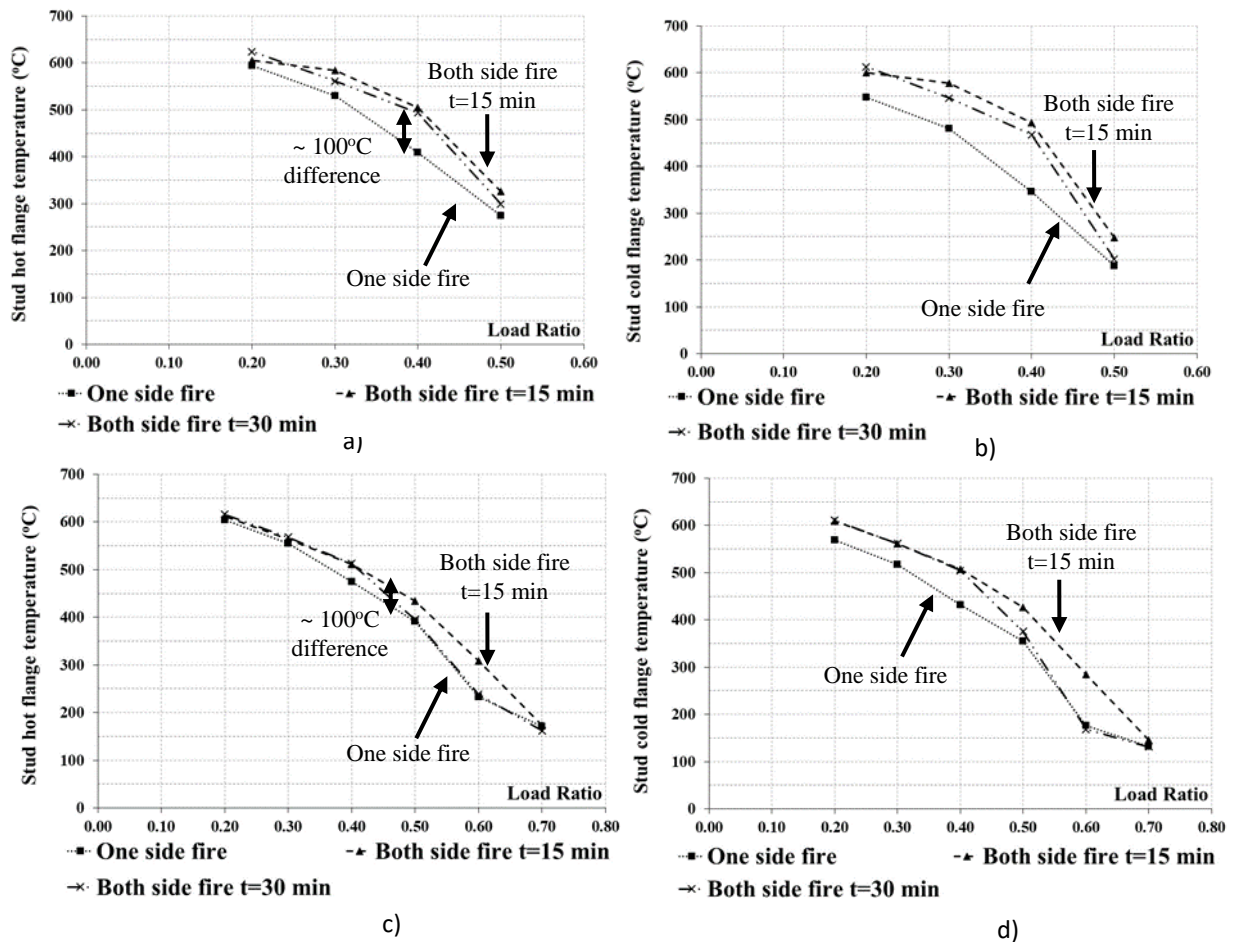 Stud hot flange temperature (ºC)
700
600
500
400
300
200
100
0
Both side fire
t=15 min
~ 100ºC
difference
One side fire
Load Ratio
0.00 0.10 0.20 0.30 0.40 0.50 0.60
One side fire
Both side fire t=15 min
Both side fire t=30 min
a)
Stud cold flange temperature (ºC)
700
600
500
400
300
200
100
0
Both side fire
t=15 min
One side fire
Load Ratio
0.00 0.10 0.20 0.30 0.40 0.50 0.60
One side fire
Both side fire t=15 min
Both side fire t=30 min
b)
Stud hot flange temperature (ºC)
700
600
500
400
300
200
100
0
Both side fire
t=15 min
~ 100ºC
difference
One side fire
Load Ratio
0.00 0.10 0.20 0.30 0.40 0.50 0.60 0.70 0.80
One side fire
Both side fire t=15 min
Both side fire t=30 min
c)
Stud cold flange temperature (ºC)
700
600
500
400
300
200
100
0
Both side fire
t=15 min
One side fire
Load Ratio
0.00 0.10 0.20 0.30 0.40 0.50 0.60 0.70 0.80
One side fire
Both side fire t=15 min
Both side fire t=30 min
d)